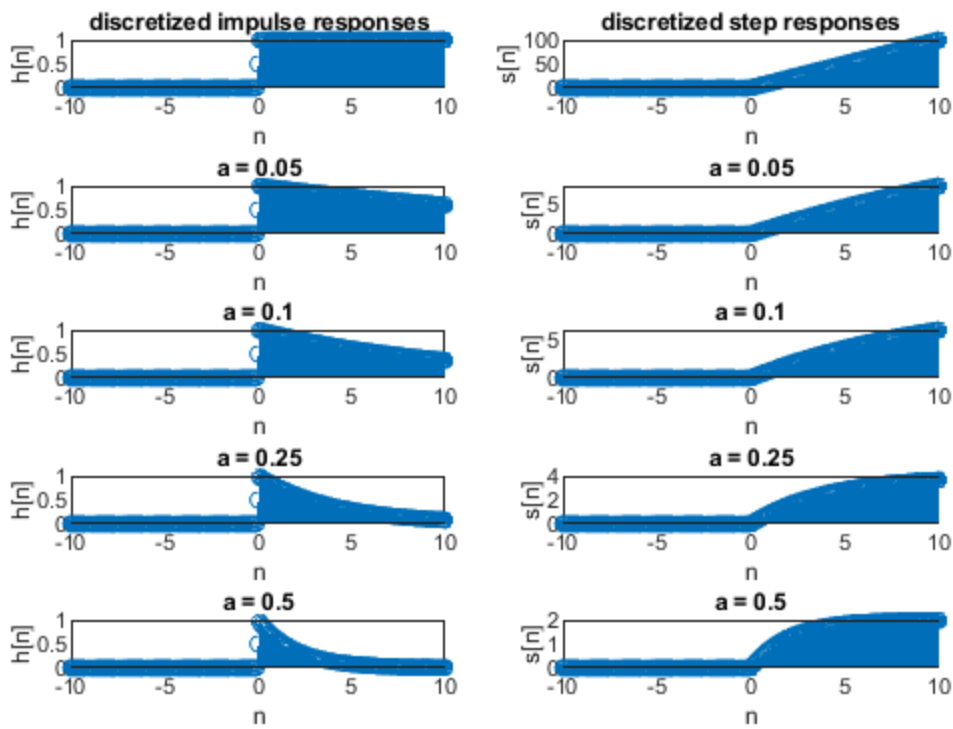 discretized impulse responses
discretized step responses
h[n]
1
0.5
0
-10 -5 0 5 10
n
s[n]
100
50
0
-10 -5 0 5 10
n
a = 0.05
a = 0.05
h[n]
1
0.5
0
-10 -5 0 5 10
n
s[n]
5
0
-10 -5 0 5 10
n
a = 0.1
a = 0.1
h[n]
1
0.5
0
-10 -5 0 5 10
n
s[n]
5
0
-10 -5 0 5 10
n
a = 0.25
a = 0.25
h[n]
1
0.5
0
-10 -5 0 5 10
n
s[n]
4
2
0
-10 -5 0 5 10
n
a = 0.5
a = 0.5
h[n]
1
0.5
0
-10 -5 0 5 10
n
s[n]
2
1
0
-10 -5 0 5 10
n